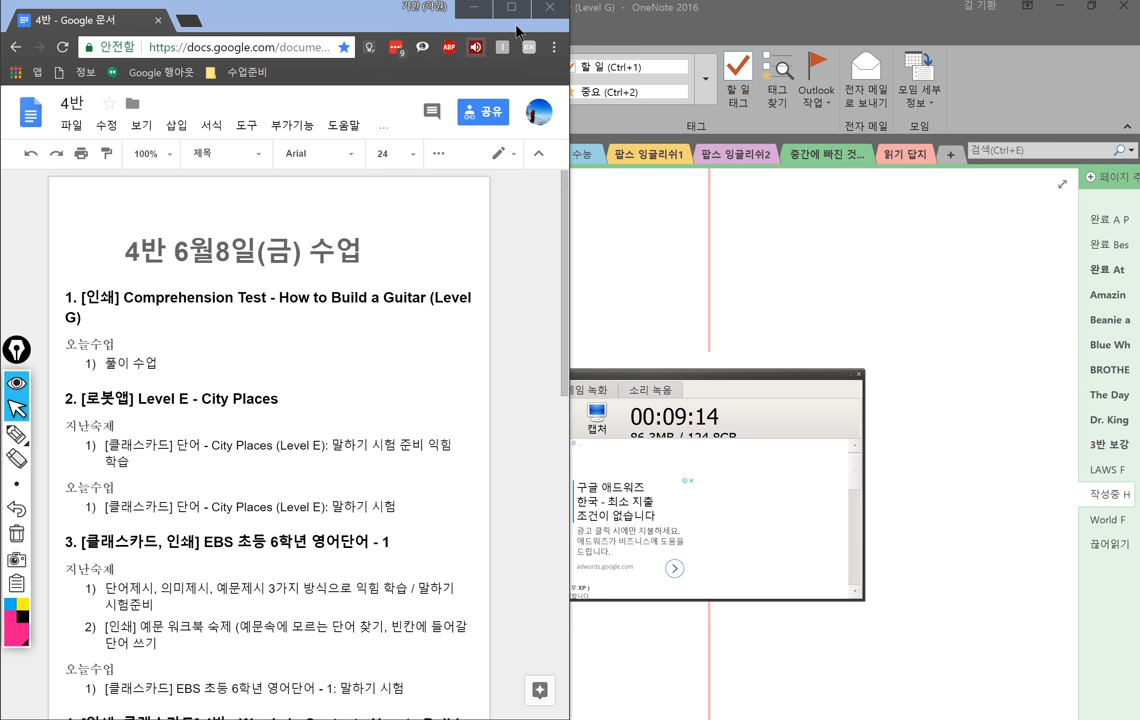 4반 - Google 문서
기환 (학원)
(Level G) - OneNote 2016
김 기환
안전함
https://docs.google.com/docume...
9
ABP
앱
정보
Google 행아웃
수업준비
4반
공유
파일 수정 보기 삽입 서식 도구 부가기능 도움말 ...
100% 제목 Arial 24
할 일 (Ctrl+1)
중요 (Ctrl+2)
할 일
태그
태그
찾기
Outlook
작업
전자 메일
로 보내기
모임 세부
정보
태그
전자 메일
모임
수능
팝스 잉글리쉬1
팝스 잉글리쉬2
중간에 빠진 것...
읽기 답지
검색(Ctrl+E)
4반 6월8일(금) 수업
1. [인쇄] Comprehension Test - How to Build a Guitar (Level
G)
오늘수업
1) 풀이 수업
2. [로봇앱] Level E - City Places
지난숙제
1) [클래스카드] 단어 - City Places (Level E): 말하기 시험 준비 익힘
학습
오늘수업
1) [클래스카드] 단어 - City Places (Level E): 말하기 시험
3. [클래스카드, 인쇄] EBS 초등 6학년 영어단어 - 1
지난숙제
1) 단어제시, 의미제시, 예문제시 3가지 방식으로 익힘 학습 / 말하기
시험준비
2) [인쇄] 예문 워크북 숙제 (예문속에 모르는 단어 찾기, 빈칸에 들어갈
단어 쓰기
오늘수업
1) [클래스카드] EBS 초등 6학년 영어단어 - 1: 말하기 시험
임 녹화
소리 녹음
캡처
00:09:14
86.3MB / 124.8GB
구글 애드워즈
한국 - 최소 지출
조건이 없습니다
광고 클릭 시에만 지불하세요.
애드워즈가 비즈니스에 도움을
드립니다.
adwords.google.com
우 XP )
페이지 추
완료 A P
완료 Bes
완료 At
Amazin
Beanie a
Blue Wh
BROTHE
The Day
Dr. King
3반 보강
LAWS F
작성중 H
World F
끊어읽기